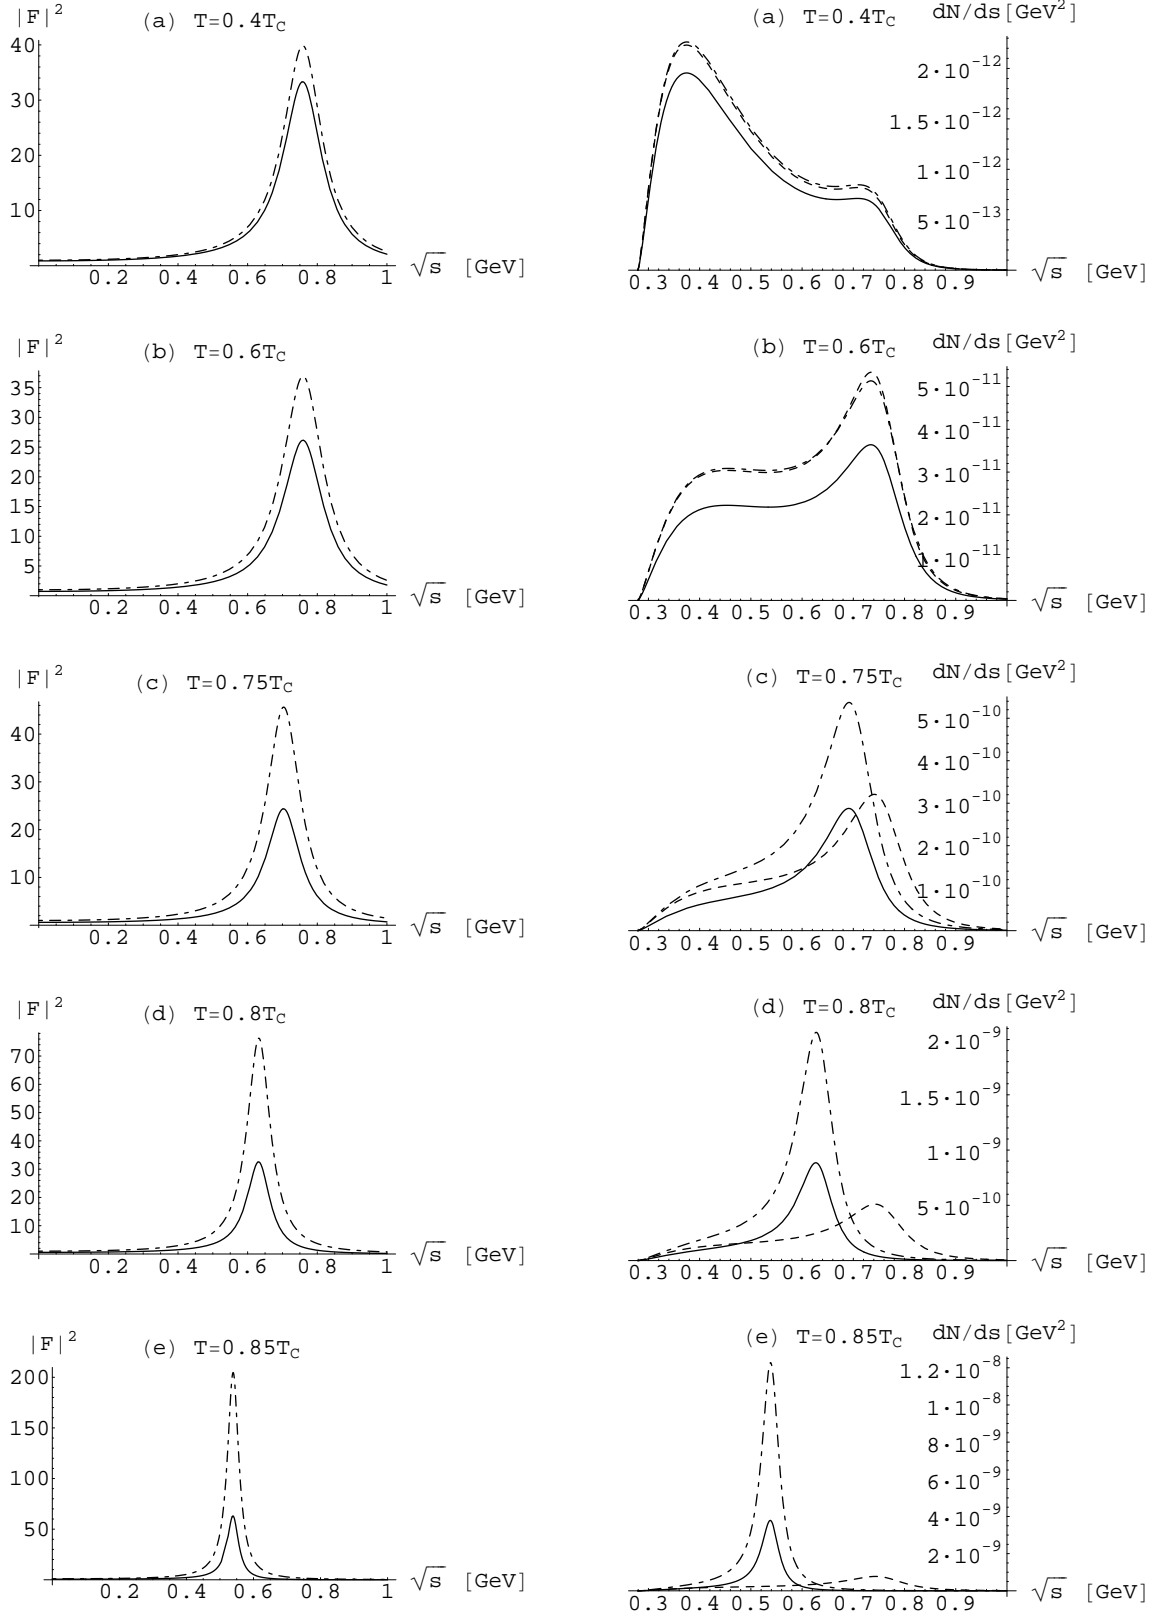 |F|²
(a) T=0.4T_C
40
30
20
10
0.2 0.4 0.6 0.8 1
√s [GeV]
(a) T=0.4T_C
dN/ds[GeV²]
2·10⁻¹²
1.5·10⁻¹²
1·10⁻¹²
5·10⁻¹³
0.3 0.4 0.5 0.6 0.7 0.8 0.9
√s [GeV]
|F|²
(b) T=0.6T_C
35
30
25
20
15
10
5
0.2 0.4 0.6 0.8 1
√s [GeV]
(b) T=0.6T_C
dN/ds[GeV²]
5·10⁻¹¹
4·10⁻¹¹
3·10⁻¹¹
2·10⁻¹¹
1·10⁻¹¹
0.3 0.4 0.5 0.6 0.7 0.8 0.9
√s [GeV]
|F|²
(c) T=0.75T_C
40
30
20
10
0.2 0.4 0.6 0.8 1
√s [GeV]
(c) T=0.75T_C
dN/ds[GeV²]
5·10⁻¹⁰
4·10⁻¹⁰
3·10⁻¹⁰
2·10⁻¹⁰
1·10⁻¹⁰
0.3 0.4 0.5 0.6 0.7 0.8 0.9
√s [GeV]
|F|²
(d) T=0.8T_C
70
60
50
40
30
20
10
0.2 0.4 0.6 0.8 1
√s [GeV]
(d) T=0.8T_C
dN/ds[GeV²]
2·10⁻⁹
1.5·10⁻⁹
1·10⁻⁹
5·10⁻¹⁰
0.3 0.4 0.5 0.6 0.7 0.8 0.9
√s [GeV]
|F|²
(e) T=0.85T_C
200
150
100
50
0.2 0.4 0.6 0.8 1
√s [GeV]
(e) T=0.85T_C
dN/ds[GeV²]
1.2·10⁻⁸
1·10⁻⁸
8·10⁻⁹
6·10⁻⁹
4·10⁻⁹
2·10⁻⁹
0.3 0.4 0.5 0.6 0.7 0.8 0.9
√s [GeV]